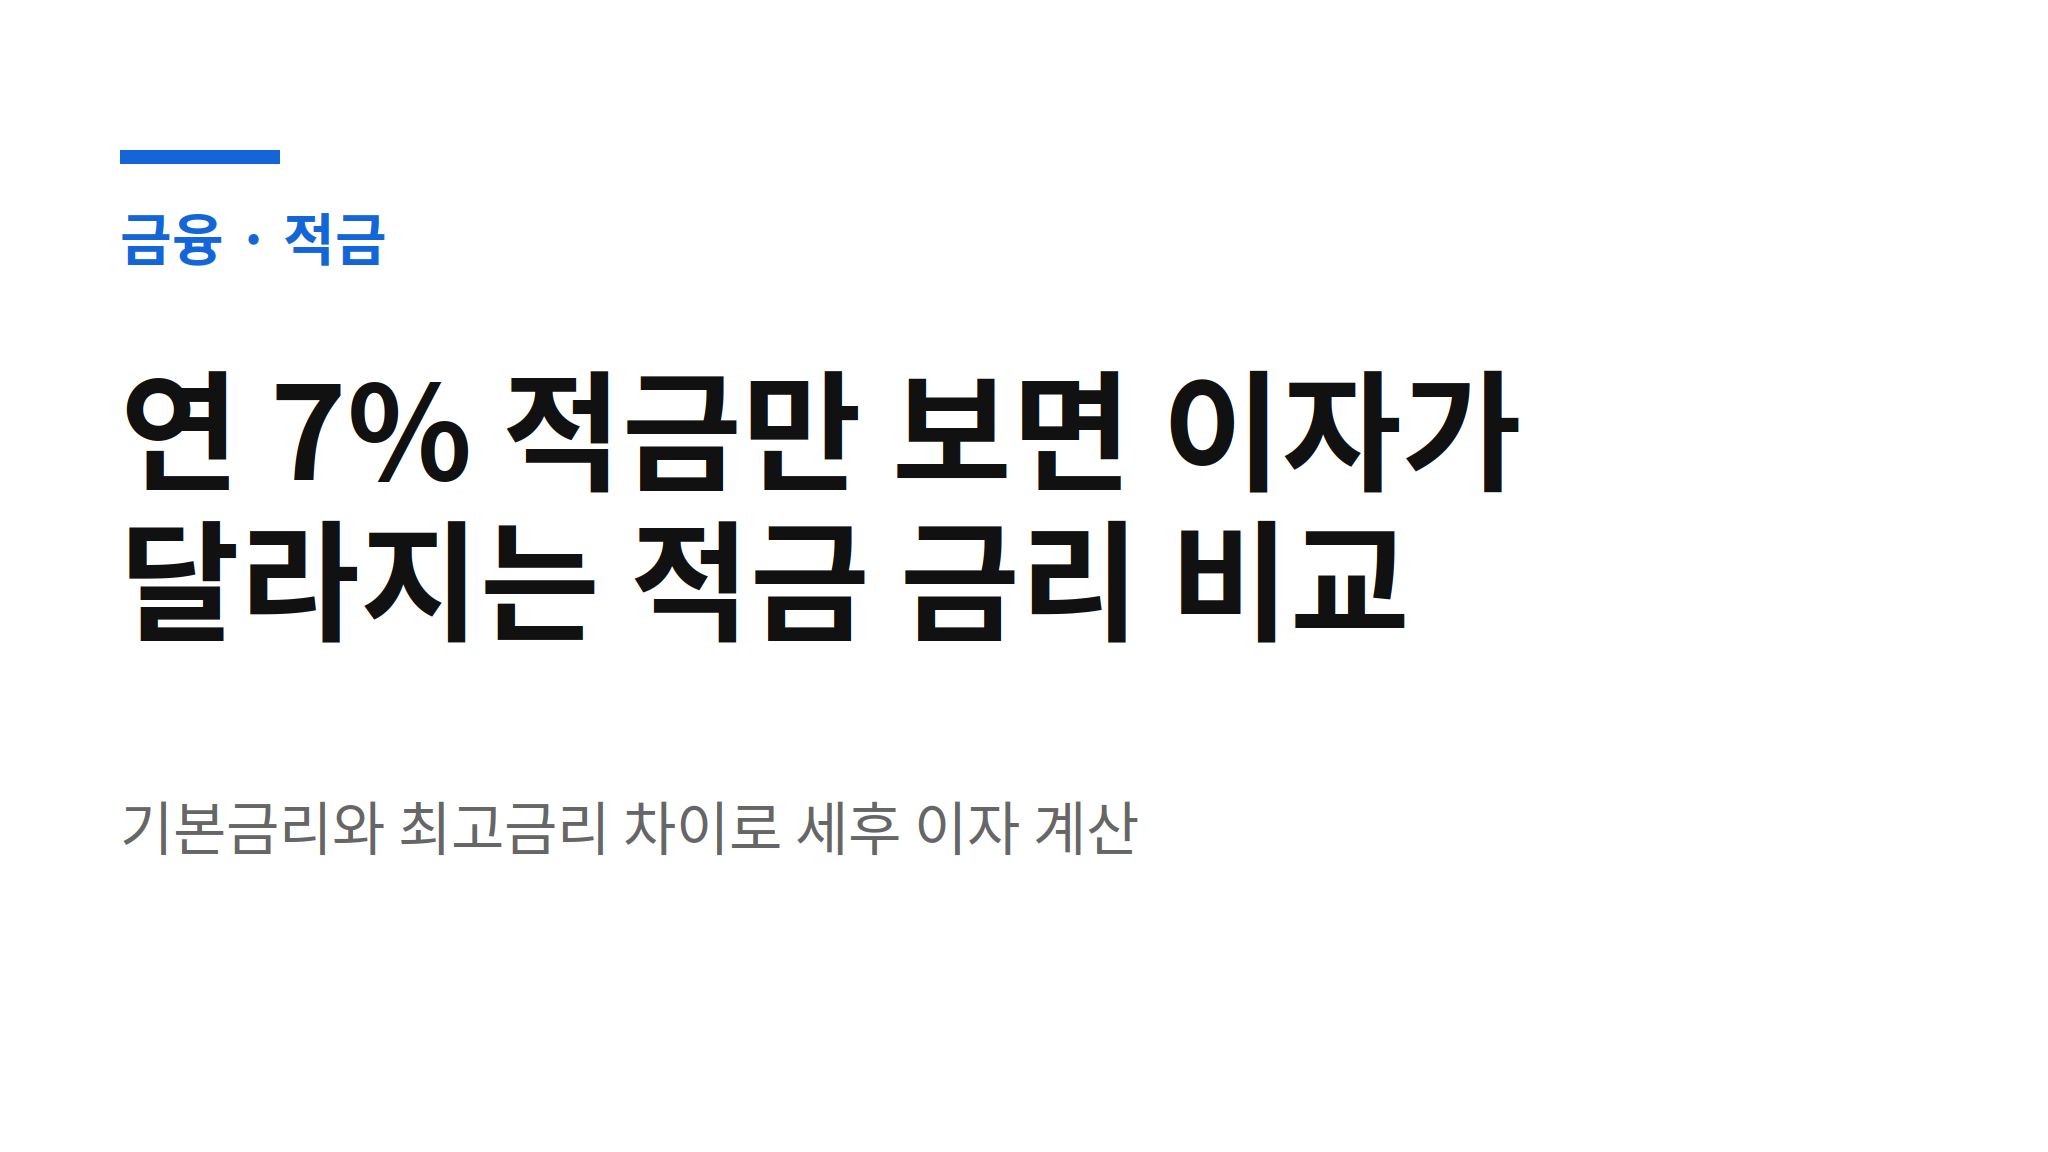 금융 · 적금
연 7% 적금만 보면 이자가
달라지는 적금 금리 비교
기본금리와 최고금리 차이로 세후 이자 계산